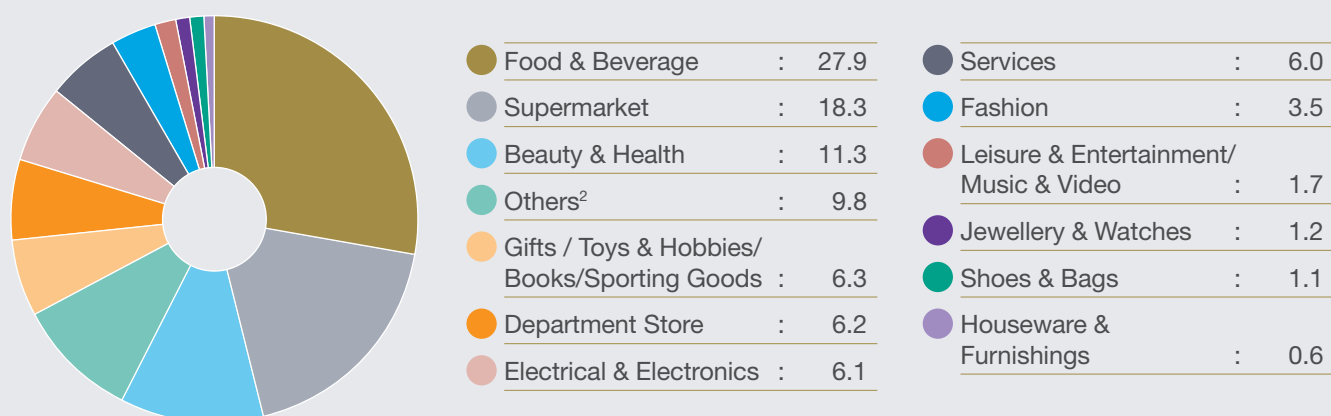 Food & Beverage : 27.9
Supermarket : 18.3
Beauty & Health : 11.3
Others² : 9.8
Gifts / Toys & Hobbies/
Books/Sporting Goods : 6.3
Department Store : 6.2
Electrical & Electronics : 6.1
Services : 6.0
Fashion : 3.5
Leisure & Entertainment/
Music & Video : 1.7
Jewellery & Watches : 1.2
Shoes & Bags : 1.1
Houseware &
Furnishings : 0.6